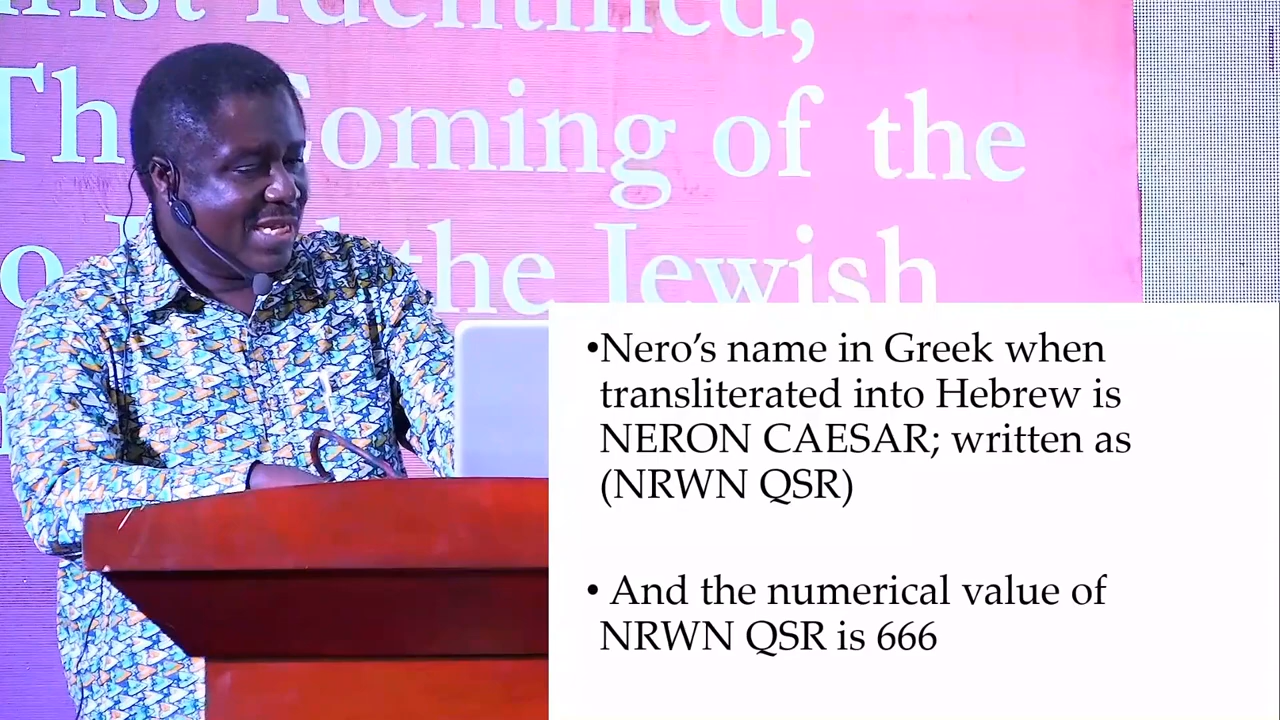 Identified,
Coming of the
the Jewish
•Nero’s name in Greek when
transliterated into Hebrew is
NERON CAESAR; written as
(NRWN QSR)
• And the numerical value of
NRWN QSR is 666